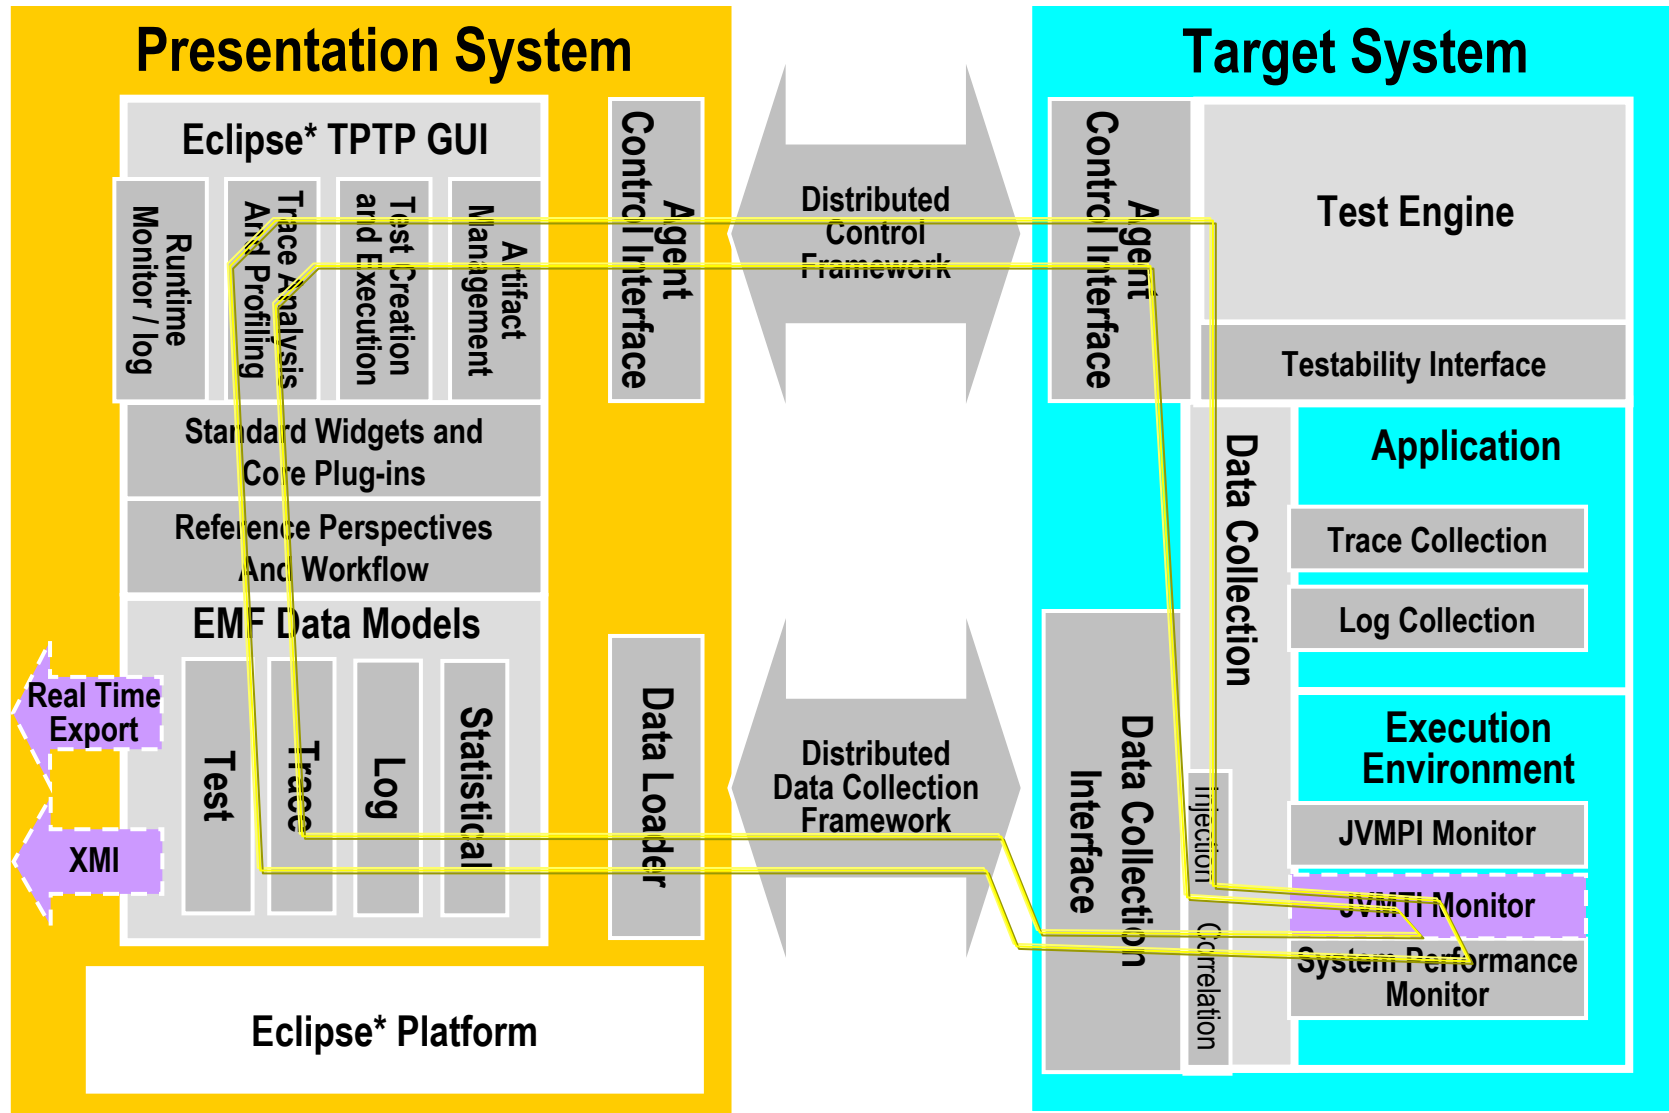 Presentation System
Eclipse* TPTP GUI
Runtime
Monitor / log
Trace Analysis
And Profiling
Test Creation
and Execution
Artifact
Management
Standard Widgets and
Core Plug-ins
Reference Perspectives
And Workflow
EMF Data Models
Test
Trace
Log
Statistical
Agent
Control Interface
Data Loader
Real Time
Export
XMI
Eclipse* Platform
Distributed
Control
Framework
Distributed
Data Collection
Framework
Target System
Agent
Control Interface
Test Engine
Testability Interface
Data Collection
Application
Trace Collection
Log Collection
Execution
Environment
JVMPI Monitor
JVMTI Monitor
System Performance
Monitor
Data Collection
Interface
Injection
Correlation